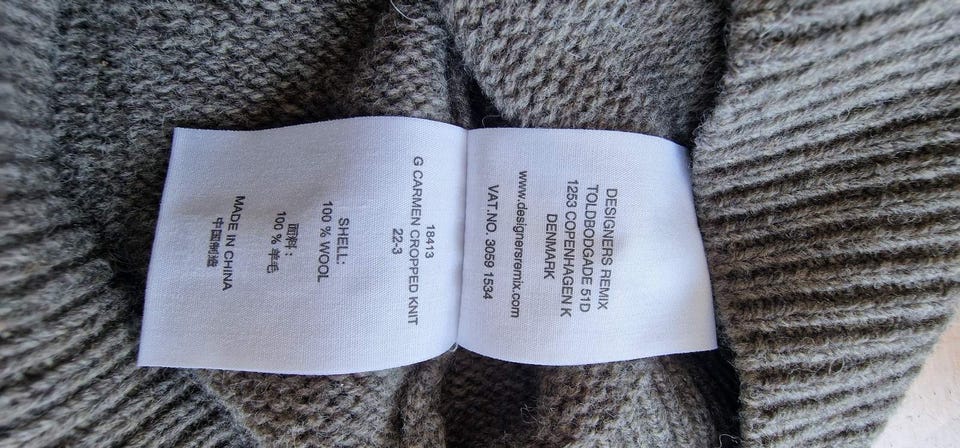 DESIGNERS REMIX
TOLDBODGADE 51D
1253 COPENHAGEN K
DENMARK
www.designersremix.com
VAT.NO. 3059 1534
18413
G CARMEN CROPPED KNIT
22-3
SHELL:
100 % WOOL
面料:
100 % 羊毛
MADE IN CHINA
中国制造